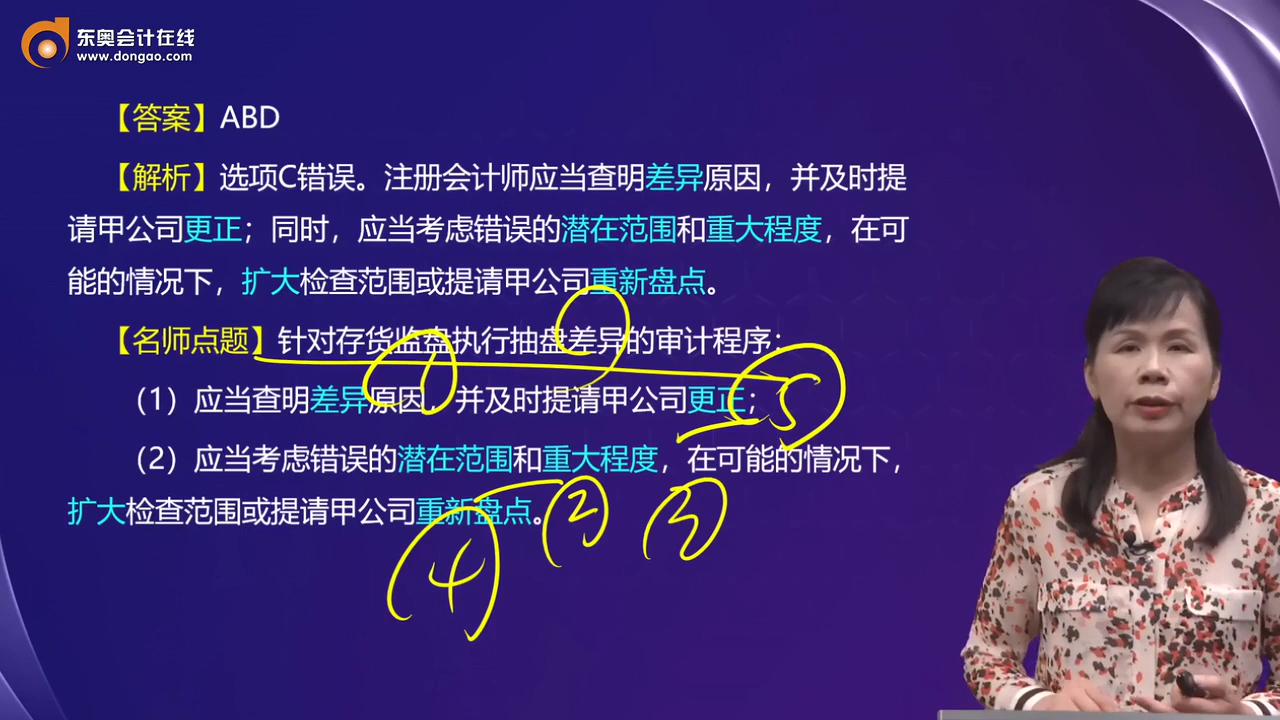 东奥会计在线
www.dongao.com
【答案】ABD
【解析】选项C错误。注册会计师应当查明差异原因，并及时提
请甲公司更正；同时，应当考虑错误的潜在范围和重大程度，在可
能的情况下，扩大检查范围或提请甲公司重新盘点。
【名师点题】针对存货监盘执行抽盘差异的审计程序：
（1）应当查明差异原因，并及时提请甲公司更正；
（2）应当考虑错误的潜在范围和重大程度，在可能的情况下，
扩大检查范围或提请甲公司重新盘点。
1
5
2
3
4